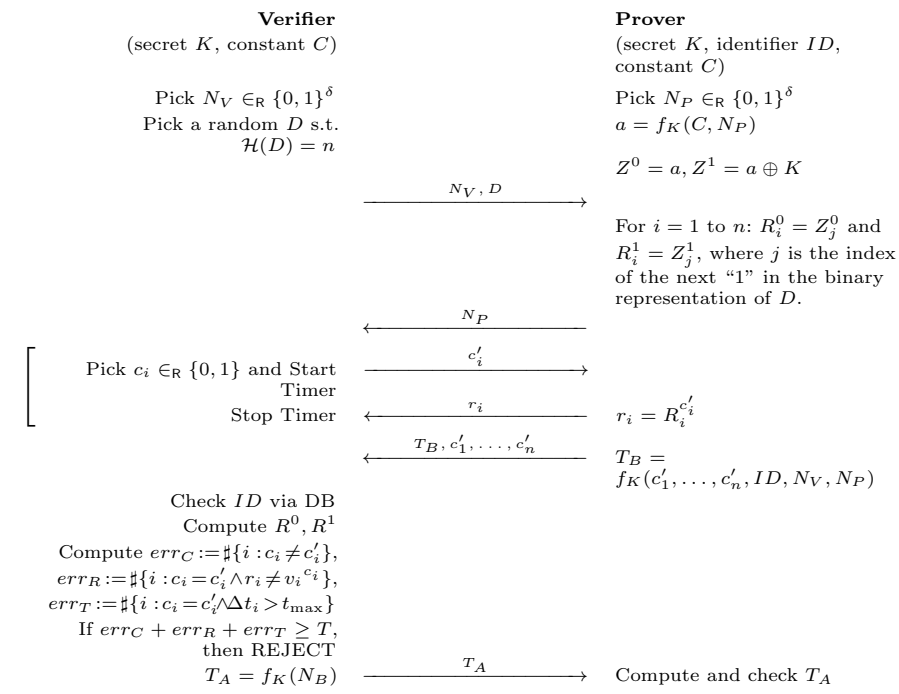 Verifier
Prover
(secret K, constant C)
(secret K, identifier ID,
constant C)
Pick N_V ∈_R {0, 1}^δ
Pick N_P ∈_R {0, 1}^δ
Pick a random D s.t.
a = f_K(C, N_P)
H(D) = n
Z^0 = a, Z^1 = a ⊕ K
N_V, D
For i = 1 to n: R_i^0 = Z_j^0 and
R_i^1 = Z_j^1, where j is the index
of the next “1” in the binary
representation of D.
N_P
Pick c_i ∈_R {0, 1} and Start
c'_i
Timer
Stop Timer
r_i
r_i = R_i^{c'_i}
T_B, c'_1, . . . , c'_n
T_B =
f_K(c'_1, . . . , c'_n, ID, N_V, N_P)
Check ID via DB
Compute R^0, R^1
Compute err_C := ♯{i : c_i ≠ c'_i},
err_R := ♯{i : c_i = c'_i ∧ r_i ≠ v_i^{c_i}},
err_T := ♯{i : c_i = c'_i ∧ Δt_i > t_max}
If err_C + err_R + err_T ≥ T,
then REJECT
T_A = f_K(N_B)
T_A
Compute and check T_A